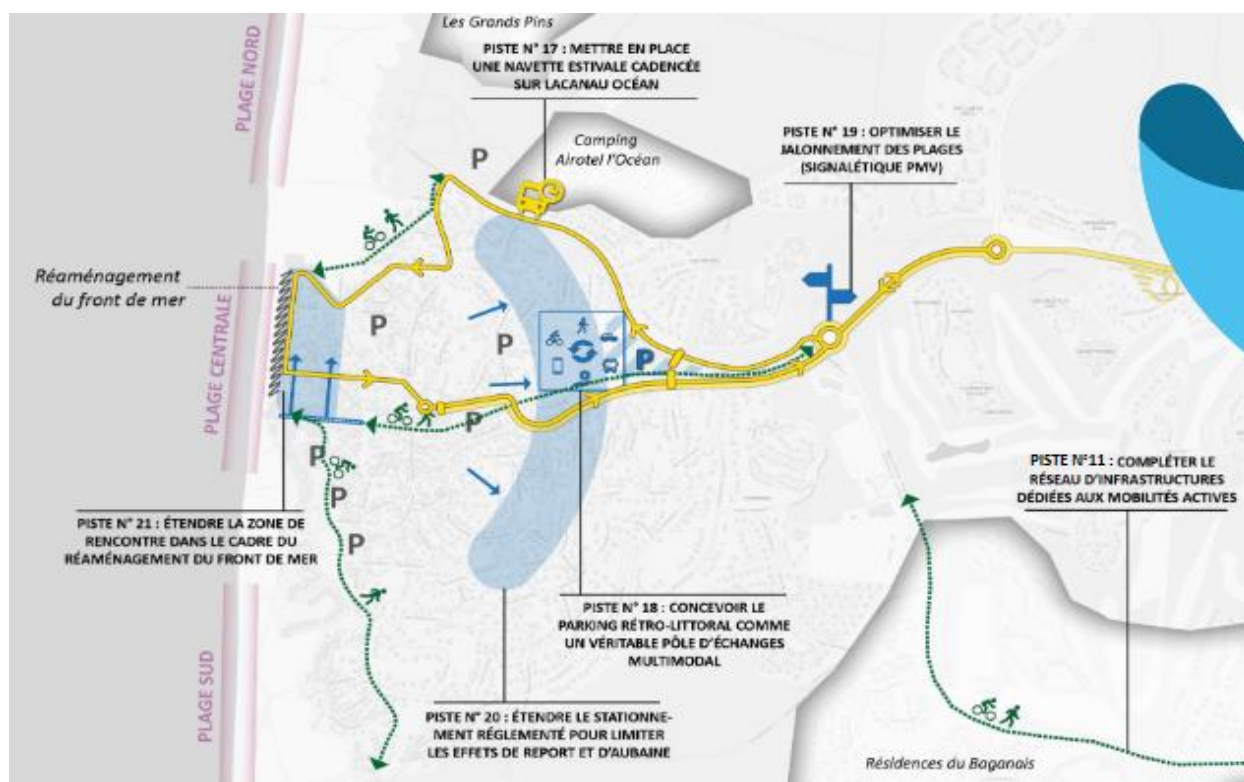 Les Grands Pins
PISTE N° 17 : METTRE EN PLACE
UNE NAVETTE ESTIVALE CADENCÉE
SUR LACANAU OCÉAN
PLAGE NORD
Camping
Airotel l'Océan
PISTE N° 19 : OPTIMISER LE
JALONNEMENT DES PLAGES
(SIGNALÉTIQUE PMV)
P
Réaménagement
du front de mer
PLAGE CENTRALE
P
P
P
P
P
P
P
PISTE N°11 : COMPLÉTER LE
RÉSEAU D'INFRASTRUCTURES
DÉDIÉES AUX MOBILITÉS ACTIVES
PISTE N° 21 : ÉTENDRE LA ZONE DE
RENCONTRE DANS LE CADRE DU
RÉAMÉNAGEMENT DU FRONT DE MER
PLAGE SUD
PISTE N° 18 : CONCEVOIR LE
PARKING RÉTRO-LITTORAL COMME
UN VÉRITABLE PÔLE D'ÉCHANGES
MULTIMODAL
PISTE N° 20 : ÉTENDRE LE STATIONNE-
MENT RÉGLEMENTÉ POUR LIMITER
LES EFFETS DE REPORT ET D'AUBAINE
Résidences du Baganais